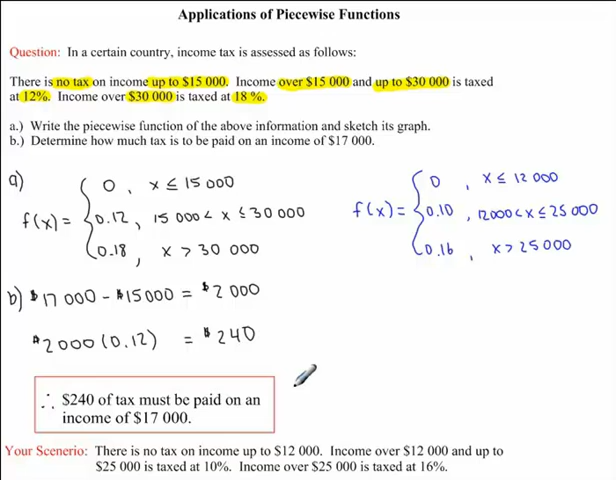 Applications of Piecewise Functions
Question: In a certain country, income tax is assessed as follows:
There is no tax on income up to $15 000. Income over $15 000 and up to $30 000 is taxed
at 12%. Income over $30 000 is taxed at 18 %.
a.) Write the piecewise function of the above information and sketch its graph.
b.) Determine how much tax is to be paid on an income of $17 000.
a)
0 , x ≤ 15 000
f(x) = { 0.12 , 15 000 < x ≤ 30 000
0.18 , x > 30 000
0 , x ≤ 12 000
f(x) = { 0.10 , 12000 < x ≤ 25 000
0.16 , x > 25 000
b) $17 000 - $15000 = $2 000
$2000 (0.12) = $240
∴ $240 of tax must be paid on an
income of $17 000.
Your Scenerio: There is no tax on income up to $12 000. Income over $12 000 and up to
$25 000 is taxed at 10%. Income over $25 000 is taxed at 16%.